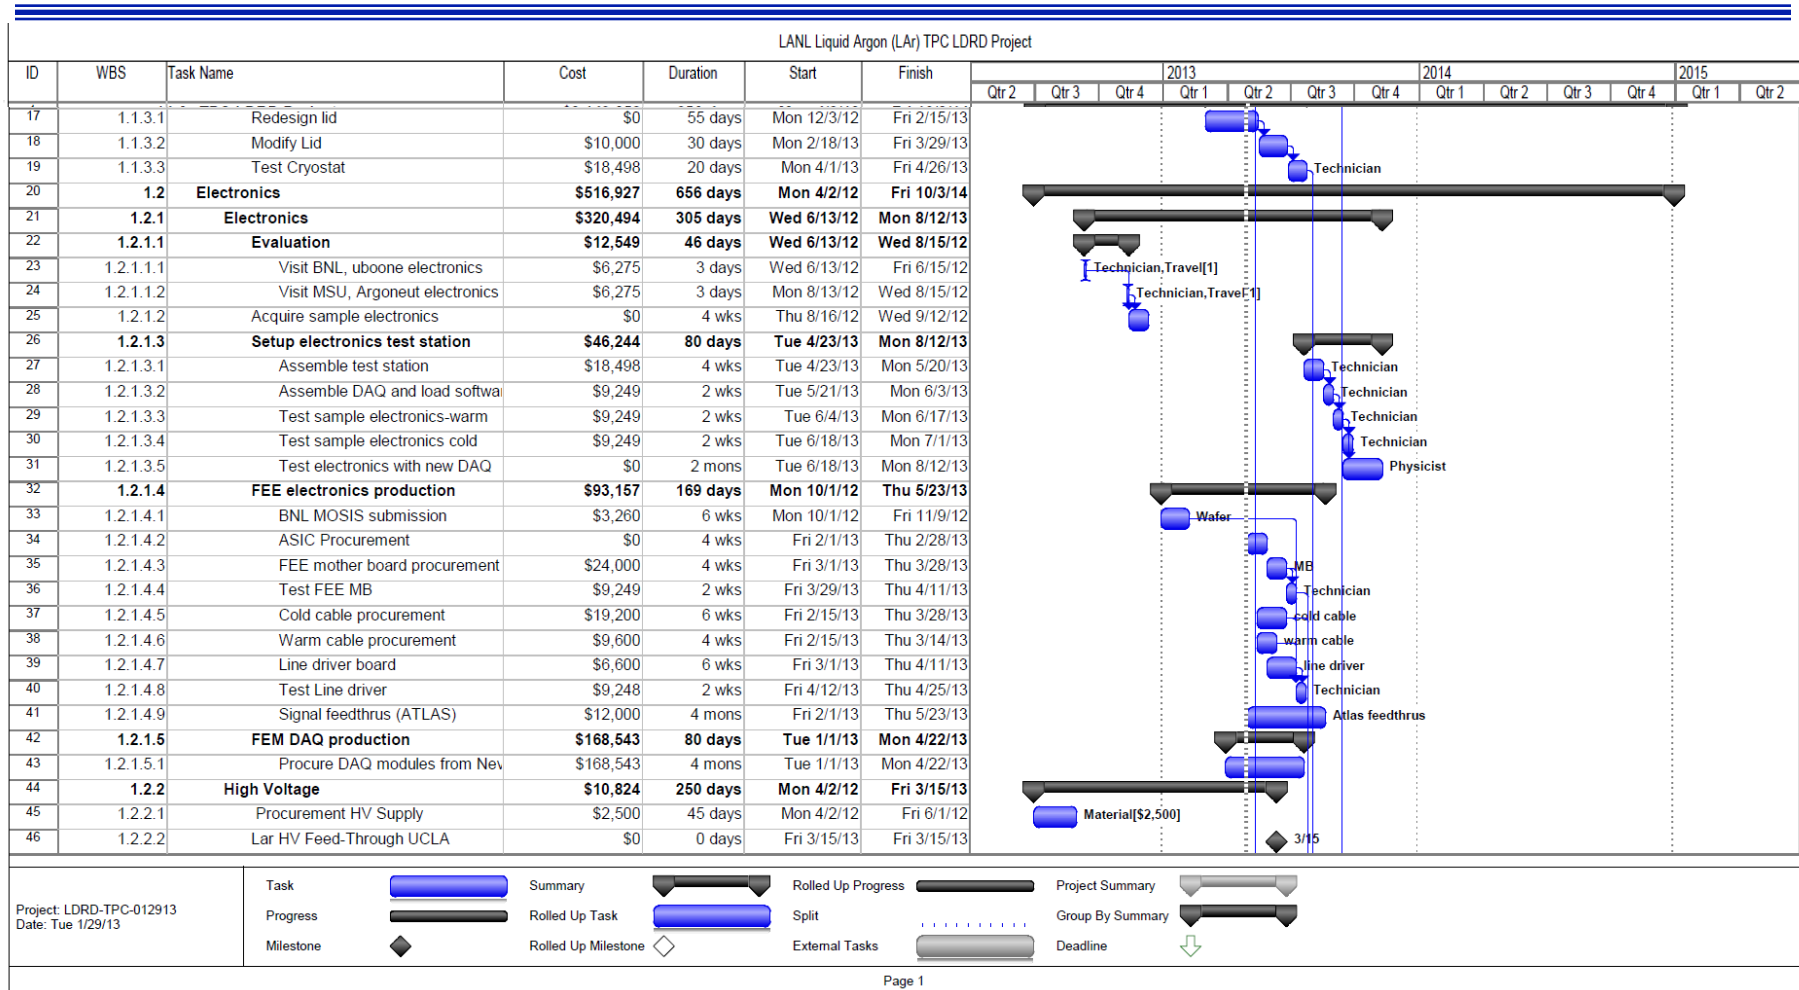 LANL Liquid Argon (LAr) TPC LDRD Project
ID WBS Task Name Cost Duration Start Finish 2013 2014 2015
Qtr 2 Qtr 3 Qtr 4 Qtr 1 Qtr 2 Qtr 3 Qtr 4 Qtr 1 Qtr 2 Qtr 3 Qtr 4 Qtr 1 Qtr 2
17 1.1.3.1 Redesign lid $0 55 days Mon 12/3/12 Fri 2/15/13
18 1.1.3.2 Modify Lid $10,000 30 days Mon 2/18/13 Fri 3/29/13
19 1.1.3.3 Test Cryostat $18,498 20 days Mon 4/1/13 Fri 4/26/13 Technician
20 1.2 Electronics $516,927 656 days Mon 4/2/12 Fri 10/3/14
21 1.2.1 Electronics $320,494 305 days Wed 6/13/12 Mon 8/12/13
22 1.2.1.1 Evaluation $12,549 46 days Wed 6/13/12 Wed 8/15/12
23 1.2.1.1.1 Visit BNL, uboone electronics $6,275 3 days Wed 6/13/12 Fri 6/15/12 Technician,Travel[1]
24 1.2.1.1.2 Visit MSU, Argoneut electronics $6,275 3 days Mon 8/13/12 Wed 8/15/12 Technician,Travel[1]
25 1.2.1.2 Acquire sample electronics $0 4 wks Thu 8/16/12 Wed 9/12/12
26 1.2.1.3 Setup electronics test station $46,244 80 days Tue 4/23/13 Mon 8/12/13
27 1.2.1.3.1 Assemble test station $18,498 4 wks Tue 4/23/13 Mon 5/20/13 Technician
28 1.2.1.3.2 Assemble DAQ and load softwa $9,249 2 wks Tue 5/21/13 Mon 6/3/13 Technician
29 1.2.1.3.3 Test sample electronics-warm $9,249 2 wks Tue 6/4/13 Mon 6/17/13 Technician
30 1.2.1.3.4 Test sample electronics cold $9,249 2 wks Tue 6/18/13 Mon 7/1/13 Technician
31 1.2.1.3.5 Test electronics with new DAQ $0 2 mons Tue 6/18/13 Mon 8/12/13 Physicist
32 1.2.1.4 FEE electronics production $93,157 169 days Mon 10/1/12 Thu 5/23/13
33 1.2.1.4.1 BNL MOSIS submission $3,260 6 wks Mon 10/1/12 Fri 11/9/12 Wafer
34 1.2.1.4.2 ASIC Procurement $0 4 wks Fri 2/1/13 Thu 2/28/13
35 1.2.1.4.3 FEE mother board procurement $24,000 4 wks Fri 3/1/13 Thu 3/28/13 MB
36 1.2.1.4.4 Test FEE MB $9,249 2 wks Fri 3/29/13 Thu 4/11/13 Technician
37 1.2.1.4.5 Cold cable procurement $19,200 6 wks Fri 2/15/13 Thu 3/28/13 cold cable
38 1.2.1.4.6 Warm cable procurement $9,600 4 wks Fri 2/15/13 Thu 3/14/13 warm cable
39 1.2.1.4.7 Line driver board $6,600 6 wks Fri 3/1/13 Thu 4/11/13 line driver
40 1.2.1.4.8 Test Line driver $9,248 2 wks Fri 4/12/13 Thu 4/25/13 Technician
41 1.2.1.4.9 Signal feedthrus (ATLAS) $12,000 4 mons Fri 2/1/13 Thu 5/23/13 Atlas feedthrus
42 1.2.1.5 FEM DAQ production $168,543 80 days Tue 1/1/13 Mon 4/22/13
43 1.2.1.5.1 Procure DAQ modules from Nev $168,543 4 mons Tue 1/1/13 Mon 4/22/13
44 1.2.2 High Voltage $10,824 250 days Mon 4/2/12 Fri 3/15/13
45 1.2.2.1 Procurement HV Supply $2,500 45 days Mon 4/2/12 Fri 6/1/12 Material[$2,500]
46 1.2.2.2 Lar HV Feed-Through UCLA $0 0 days Fri 3/15/13 Fri 3/15/13 3/15
Project: LDRD-TPC-012913
Date: Tue 1/29/13
Task Summary Rolled Up Progress Project Summary
Progress Rolled Up Task Split Group By Summary
Milestone Rolled Up Milestone External Tasks Deadline
Page 1